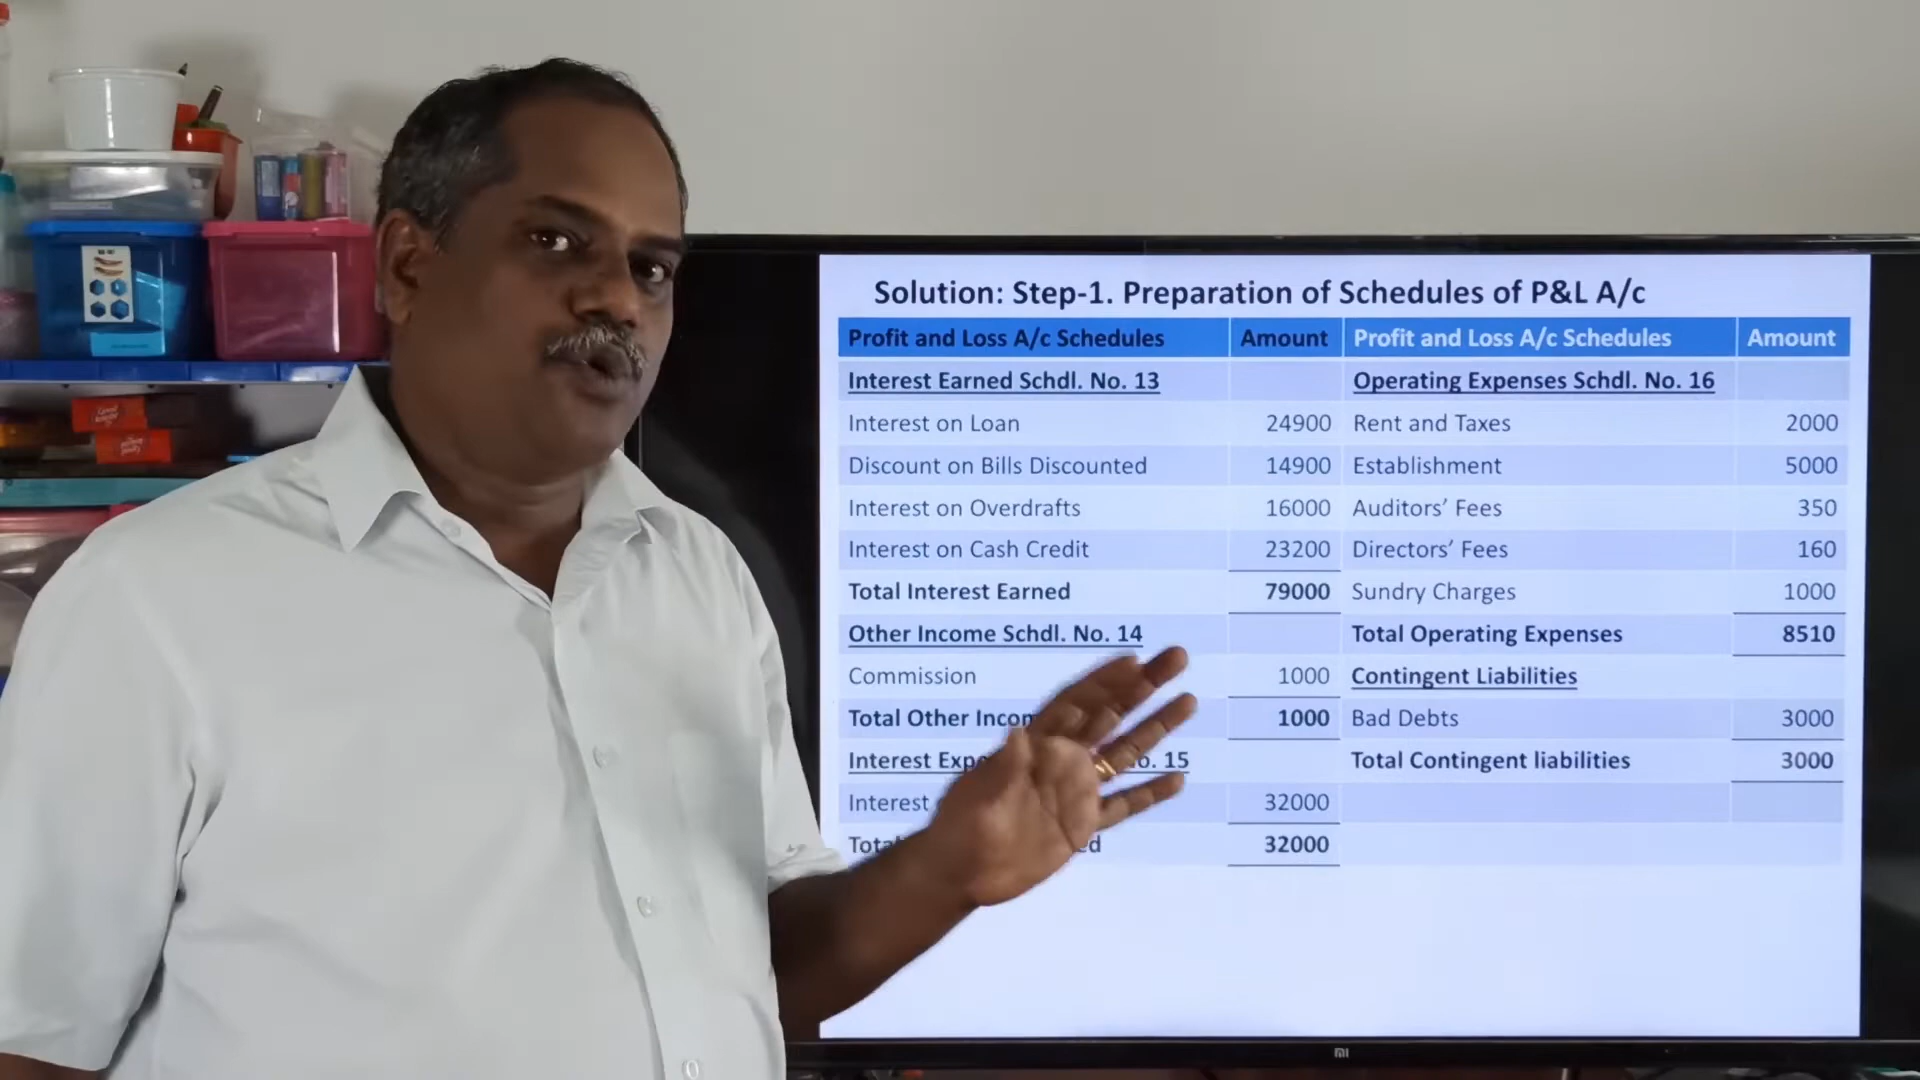 Solution: Step-1. Preparation of Schedules of P&L A/c
Profit and Loss A/c Schedules Amount Profit and Loss A/c Schedules Amount
Interest Earned Schdl. No. 13 Operating Expenses Schdl. No. 16
Interest on Loan 24900 Rent and Taxes 2000
Discount on Bills Discounted 14900 Establishment 5000
Interest on Overdrafts 16000 Auditors’ Fees 350
Interest on Cash Credit 23200 Directors’ Fees 160
Total Interest Earned 79000 Sundry Charges 1000
Other Income Schdl. No. 14 Total Operating Expenses 8510
Commission 1000 Contingent Liabilities
Total Other 1000 Bad Debts 3000
Interest 15 Total Contingent liabilities 3000
Interest 32000
32000
mi